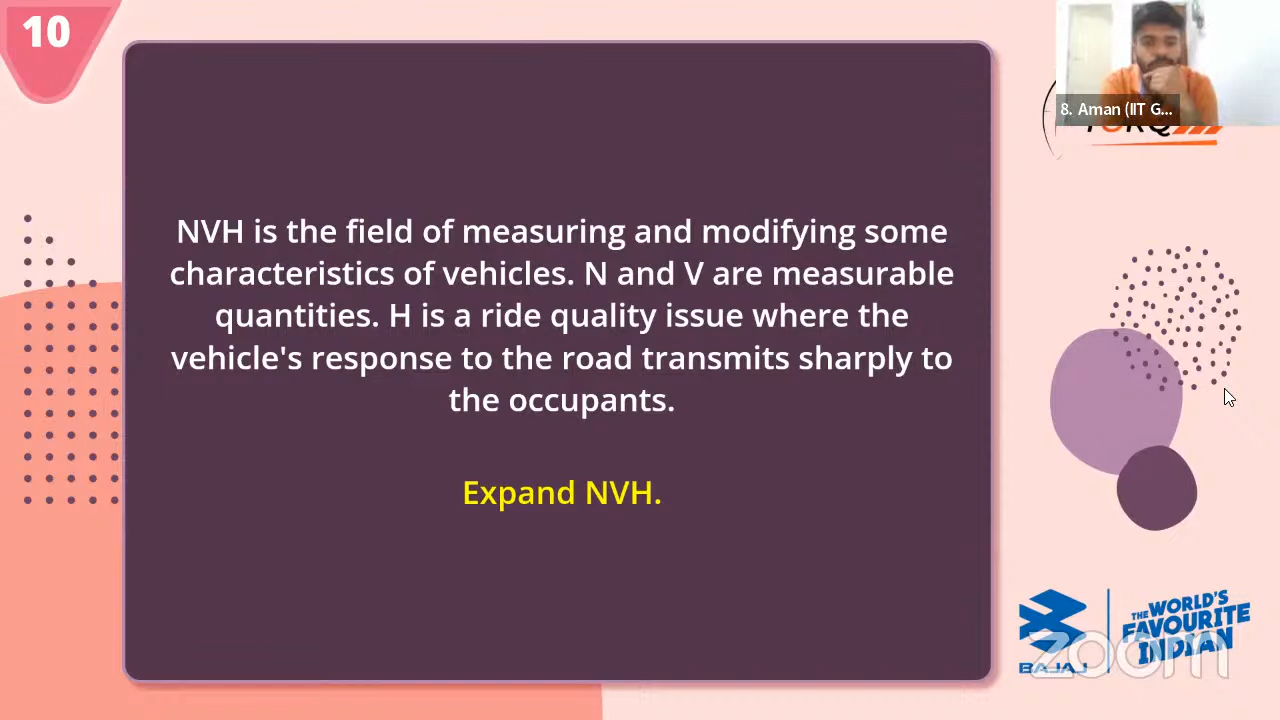 10
8. Aman (IIT G...
TORQ
NVH is the field of measuring and modifying some
characteristics of vehicles. N and V are measurable
quantities. H is a ride quality issue where the
vehicle's response to the road transmits sharply to
the occupants.
Expand NVH.
BAJAJ
THE WORLD'S
FAVOURITE
INDIAN
zoom